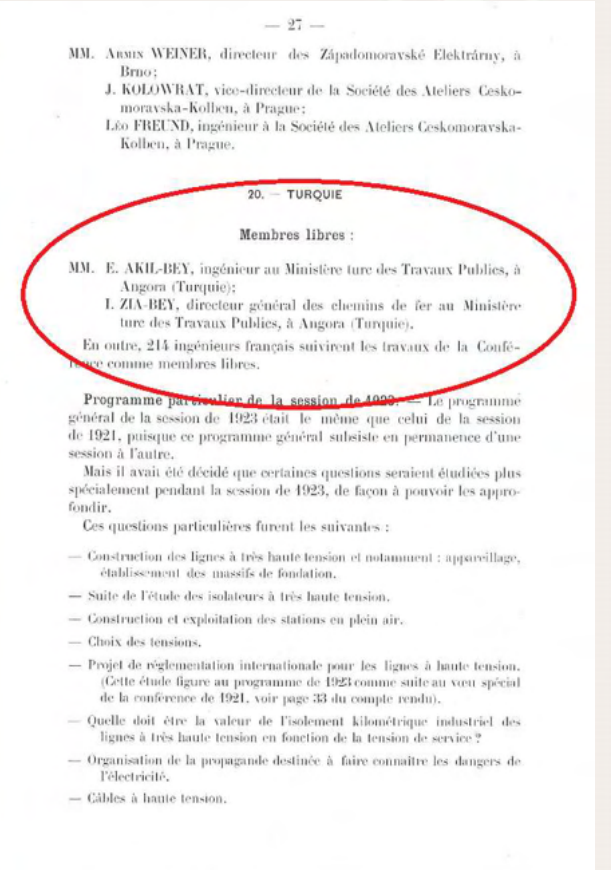 — 27 —
MM. Armin WEINER, directeur des Západomoravské Elektrárny, à
Brno;
J. KOLOWRAT, vice-directeur de la Société des Ateliers Cesko-
moravska-Kolben, à Prague;
Léo FREUND, ingénieur à la Société des Ateliers Ceskomoravska-
Kolben, à Prague.
20. — TURQUIE
Membres libres :
MM. E. AKIL-BEY, ingénieur au Ministère turc des Travaux Publics, à
Angora (Turquie);
I. ZIA-BEY, directeur général des chemins de fer au Ministère
turc des Travaux Publics, à Angora (Turquie).
En outre, 214 ingénieurs français suivirent les travaux de la Confé-
rence comme membres libres.
Programme particulier de la session de 1923. — Le programme
général de la session de 1923 était le même que celui de la session
de 1921, puisque ce programme général subsiste en permanence d'une
session à l'autre.
Mais il avait été décidé que certaines questions seraient étudiées plus
spécialement pendant la session de 1923, de façon à pouvoir les appro-
fondir.
Ces questions particulières furent les suivantes :
— Construction des lignes à très haute tension et notamment : appareillage,
établissement des massifs de fondation.
— Suite de l'étude des isolateurs à très haute tension.
— Construction et exploitation des stations en plein air.
— Choix des tensions.
— Projet de réglementation internationale pour les lignes à haute tension.
(Cette étude figure au programme de 1923 comme suite au vœu spécial
de la conférence de 1921. voir page 33 du compte rendu).
— Quelle doit être la valeur de l'isolement kilométrique industriel des
lignes à très haute tension en fonction de la tension de service ?
— Organisation de la propagande destinée à faire connaître les dangers de
l'électricité.
— Câbles à haute tension.